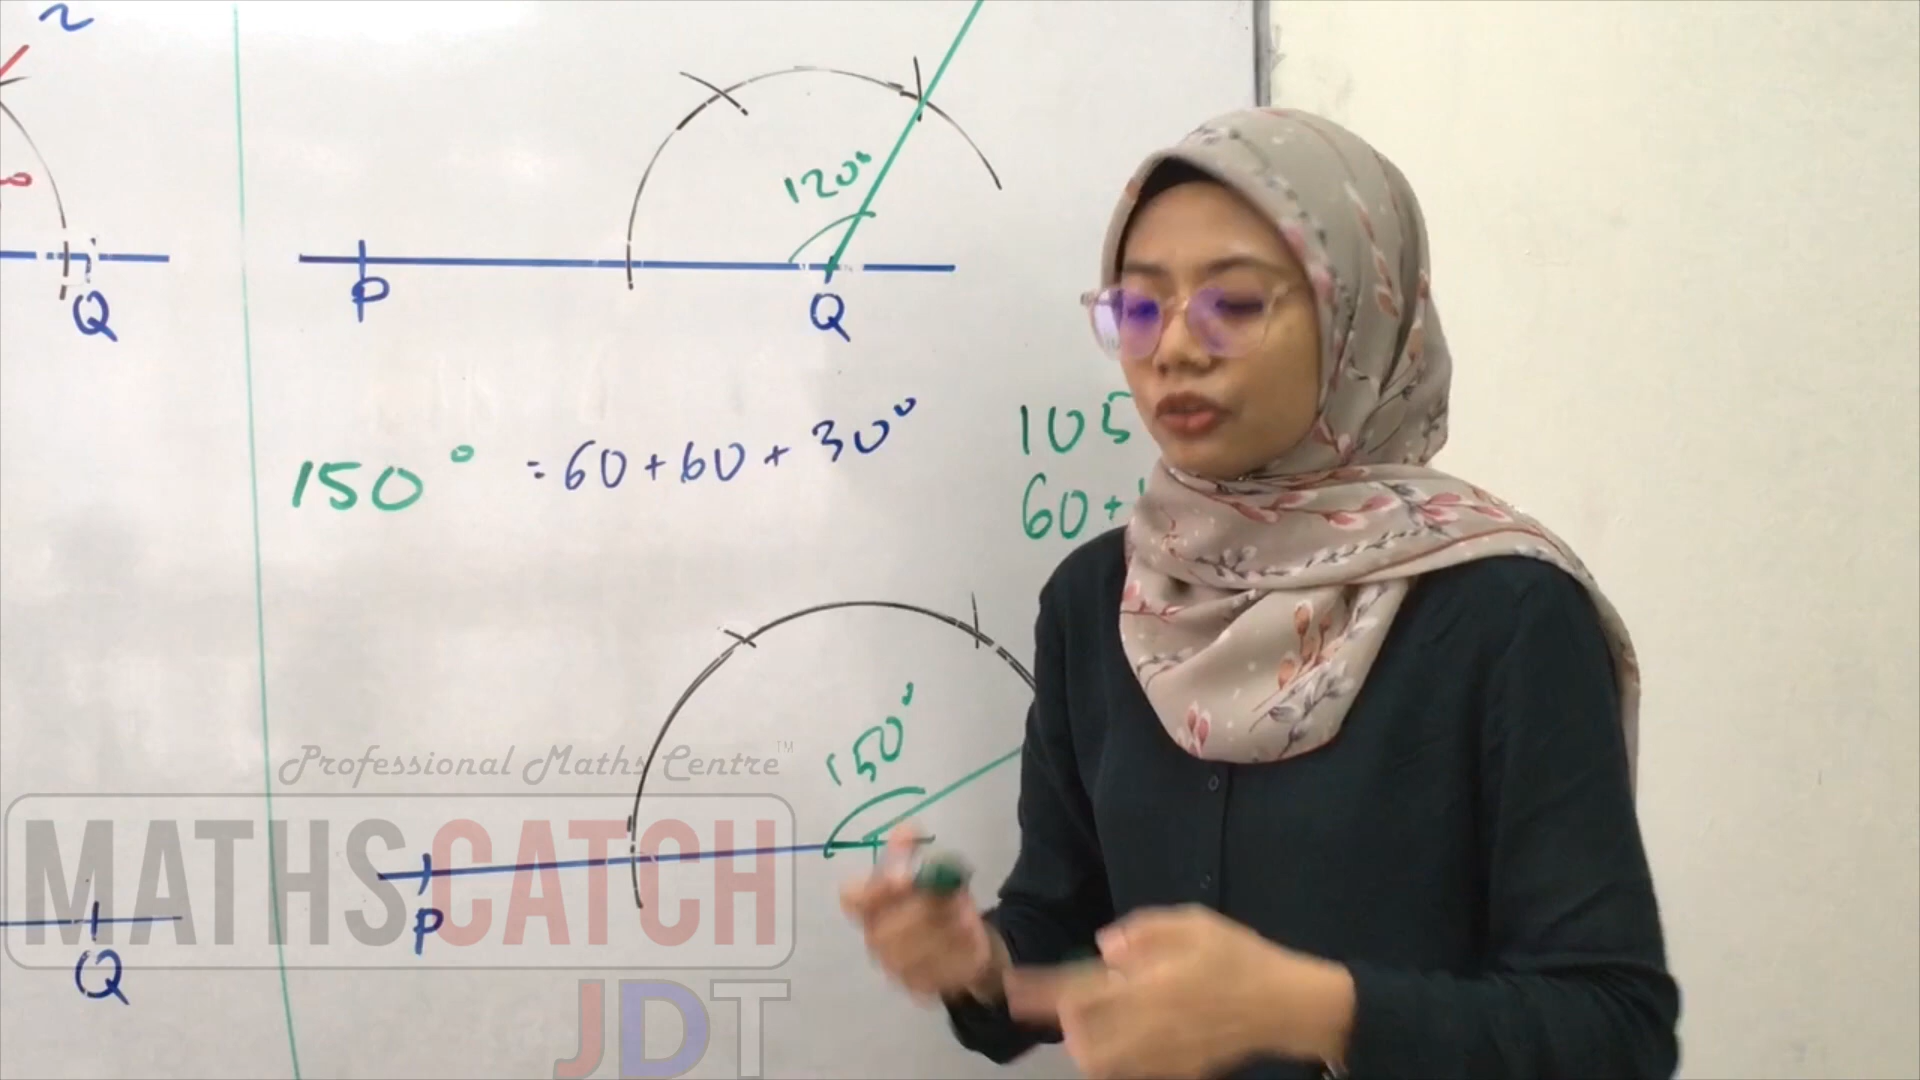 2
120°
P
Q
Q
150° = 60 + 60 + 30°
105
60 +
150°
P
Q
Professional Maths Centre™
MATHSCATCH
JDT